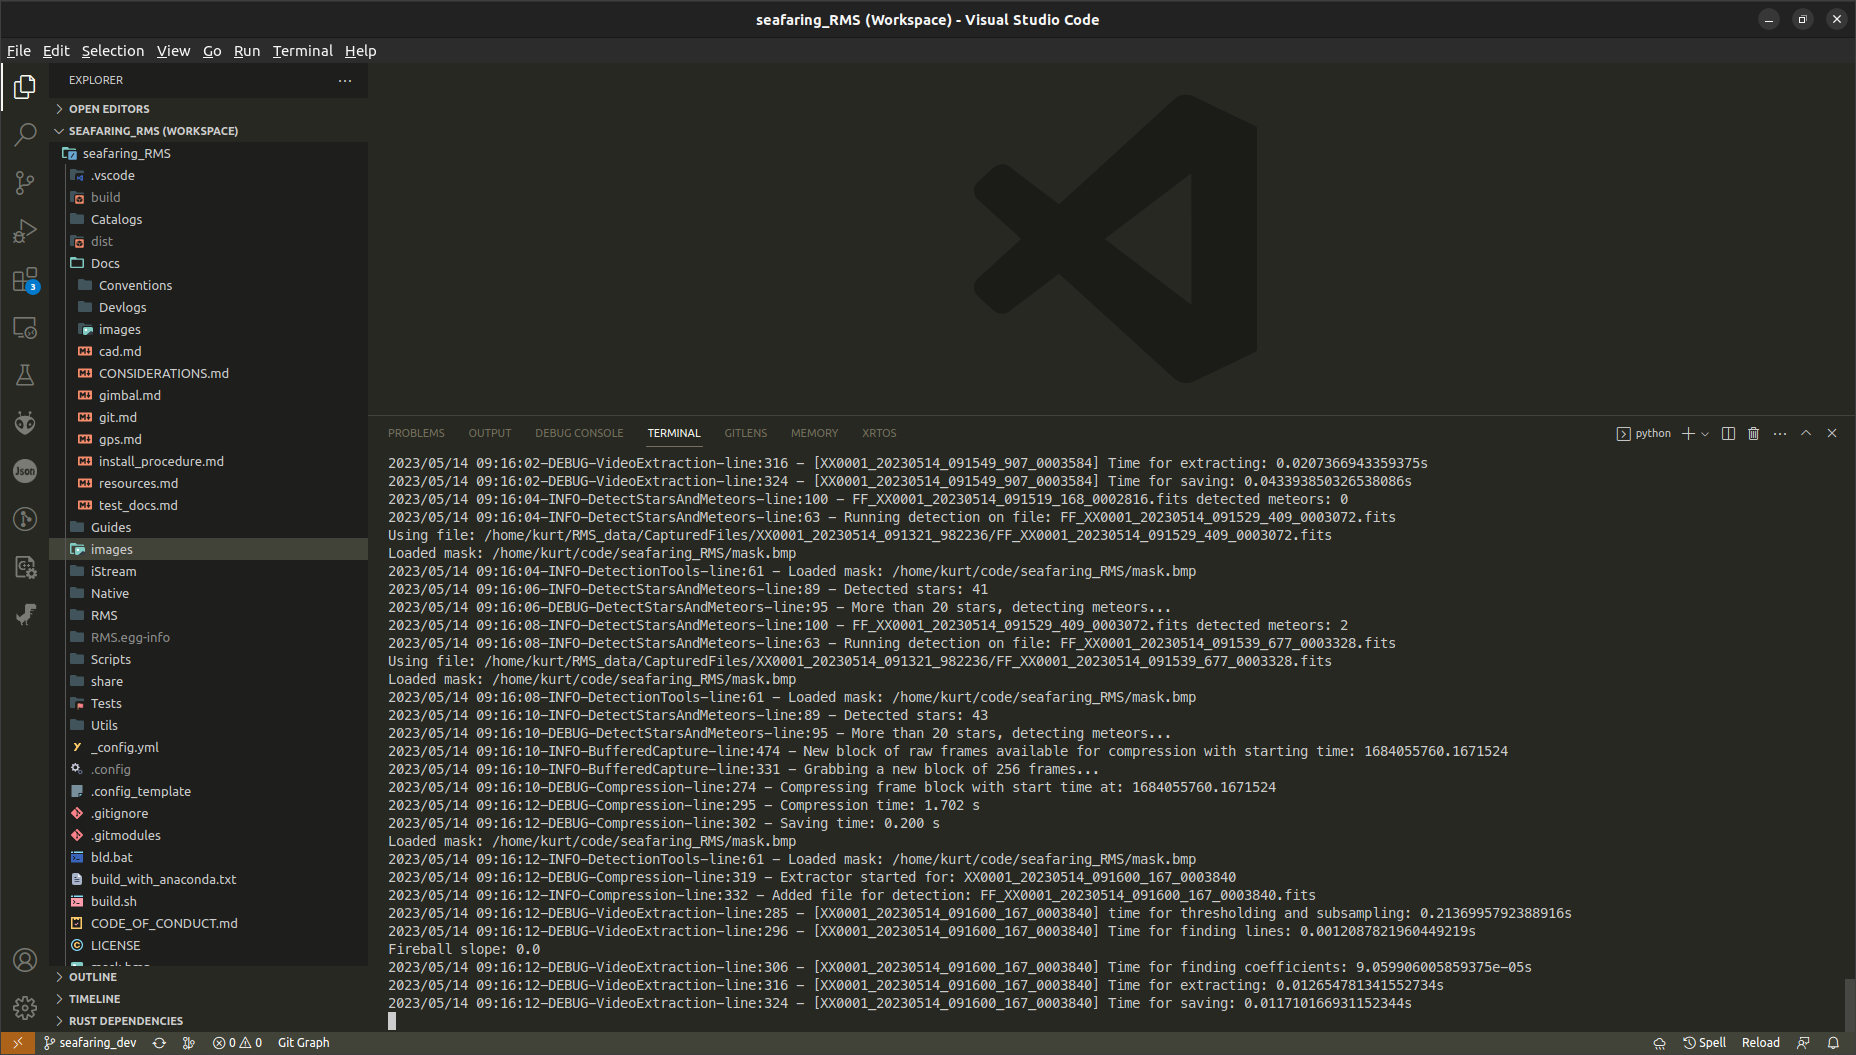 seafaring_RMS (Workspace) - Visual Studio Code
File Edit Selection View Go Run Terminal Help
EXPLORER
OPEN EDITORS
SEAFARING_RMS (WORKSPACE)
seafaring_RMS
.vscode
build
Catalogs
dist
Docs
Conventions
3
Devlogs
images
cad.md
CONSIDERATIONS.md
gimbal.md
git.md
gps.md
install_procedure.md
Json
resources.md
test_docs.md
Guides
images
iStream
Native
RMS
RMS.egg-info
Scripts
share
Tests
Utils
_config.yml
.config
.config_template
.gitignore
.gitmodules
bld.bat
build_with_anaconda.txt
build.sh
CODE_OF_CONDUCT.md
LICENSE
OUTLINE
TIMELINE
RUST DEPENDENCIES
PROBLEMS OUTPUT DEBUG CONSOLE TERMINAL GITLENS MEMORY XRTOS
python
2023/05/14 09:16:02-DEBUG-VideoExtraction-line:316 - [XX0001_20230514_091549_907_0003584] Time for extracting: 0.0207366943359375s
2023/05/14 09:16:02-DEBUG-VideoExtraction-line:324 - [XX0001_20230514_091549_907_0003584] Time for saving: 0.043393850326538086s
2023/05/14 09:16:04-INFO-DetectStarsAndMeteors-line:100 - FF_XX0001_20230514_091519_168_0002816.fits detected meteors: 0
2023/05/14 09:16:04-INFO-DetectStarsAndMeteors-line:63 - Running detection on file: FF_XX0001_20230514_091529_409_0003072.fits
Using file: /home/kurt/RMS_data/CapturedFiles/XX0001_20230514_091321_982236/FF_XX0001_20230514_091529_409_0003072.fits
Loaded mask: /home/kurt/code/seafaring_RMS/mask.bmp
2023/05/14 09:16:04-INFO-DetectionTools-line:61 - Loaded mask: /home/kurt/code/seafaring_RMS/mask.bmp
2023/05/14 09:16:06-INFO-DetectStarsAndMeteors-line:89 - Detected stars: 41
2023/05/14 09:16:06-DEBUG-DetectStarsAndMeteors-line:95 - More than 20 stars, detecting meteors...
2023/05/14 09:16:08-INFO-DetectStarsAndMeteors-line:100 - FF_XX0001_20230514_091529_409_0003072.fits detected meteors: 2
2023/05/14 09:16:08-INFO-DetectStarsAndMeteors-line:63 - Running detection on file: FF_XX0001_20230514_091539_677_0003328.fits
Using file: /home/kurt/RMS_data/CapturedFiles/XX0001_20230514_091321_982236/FF_XX0001_20230514_091539_677_0003328.fits
Loaded mask: /home/kurt/code/seafaring_RMS/mask.bmp
2023/05/14 09:16:08-INFO-DetectionTools-line:61 - Loaded mask: /home/kurt/code/seafaring_RMS/mask.bmp
2023/05/14 09:16:10-INFO-DetectStarsAndMeteors-line:89 - Detected stars: 43
2023/05/14 09:16:10-DEBUG-DetectStarsAndMeteors-line:95 - More than 20 stars, detecting meteors...
2023/05/14 09:16:10-INFO-BufferedCapture-line:474 - New block of raw frames available for compression with starting time: 1684055760.1671524
2023/05/14 09:16:10-INFO-BufferedCapture-line:331 - Grabbing a new block of 256 frames...
2023/05/14 09:16:10-DEBUG-Compression-line:274 - Compressing frame block with start time at: 1684055760.1671524
2023/05/14 09:16:12-DEBUG-Compression-line:295 - Compression time: 1.702 s
2023/05/14 09:16:12-DEBUG-Compression-line:302 - Saving time: 0.200 s
Loaded mask: /home/kurt/code/seafaring_RMS/mask.bmp
2023/05/14 09:16:12-INFO-DetectionTools-line:61 - Loaded mask: /home/kurt/code/seafaring_RMS/mask.bmp
2023/05/14 09:16:12-DEBUG-Compression-line:319 - Extractor started for: XX0001_20230514_091600_167_0003840
2023/05/14 09:16:12-INFO-Compression-line:332 - Added file for detection: FF_XX0001_20230514_091600_167_0003840.fits
2023/05/14 09:16:12-DEBUG-VideoExtraction-line:285 - [XX0001_20230514_091600_167_0003840] time for thresholding and subsampling: 0.2136995792388916s
2023/05/14 09:16:12-DEBUG-VideoExtraction-line:296 - [XX0001_20230514_091600_167_0003840] Time for finding lines: 0.0012087821960449219s
Fireball slope: 0.0
2023/05/14 09:16:12-DEBUG-VideoExtraction-line:306 - [XX0001_20230514_091600_167_0003840] Time for finding coefficients: 9.059906005859375e-05s
2023/05/14 09:16:12-DEBUG-VideoExtraction-line:316 - [XX0001_20230514_091600_167_0003840] Time for extracting: 0.012654781341552734s
2023/05/14 09:16:12-DEBUG-VideoExtraction-line:324 - [XX0001_20230514_091600_167_0003840] Time for saving: 0.011710166931152344s
seafaring_dev 0 0 Git Graph Spell Reload